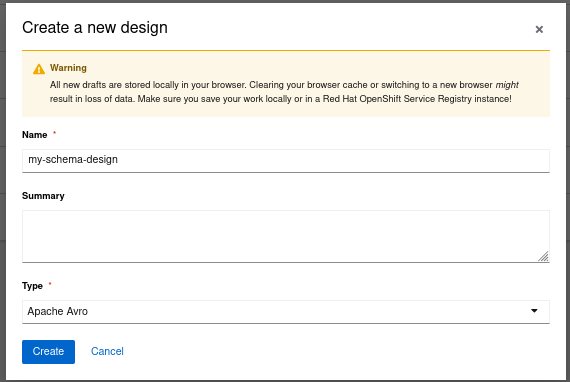 Create a new design
Warning
All new drafts are stored locally in your browser. Clearing your browser cache or switching to a new browser might
result in loss of data. Make sure you save your work locally or in a Red Hat OpenShift Service Registry instance!
Name *
my-schema-design
Summary
Type *
Apache Avro
Create Cancel